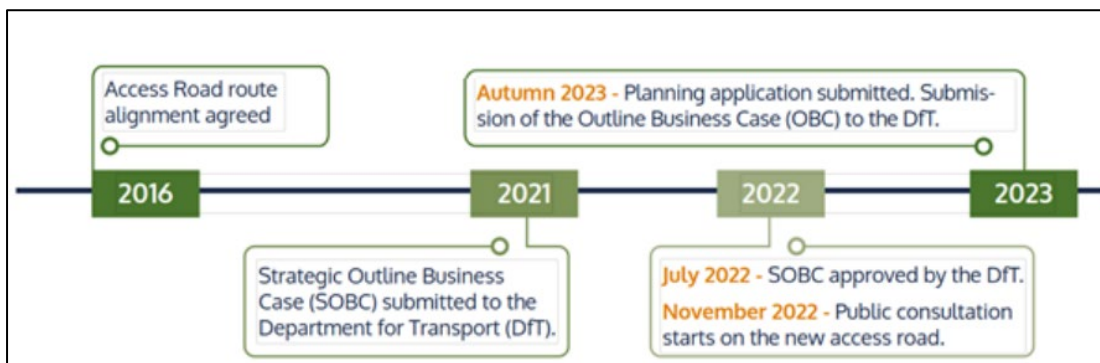 Access Road route
alignment agreed
Autumn 2023 - Planning application submitted. Submis-
sion of the Outline Business Case (OBC) to the DfT.
2016
2021
2022
2023
Strategic Outline Business
Case (SOBC) submitted to the
Department for Transport (DfT).
July 2022 - SOBC approved by the DfT.
November 2022 - Public consultation
starts on the new access road.